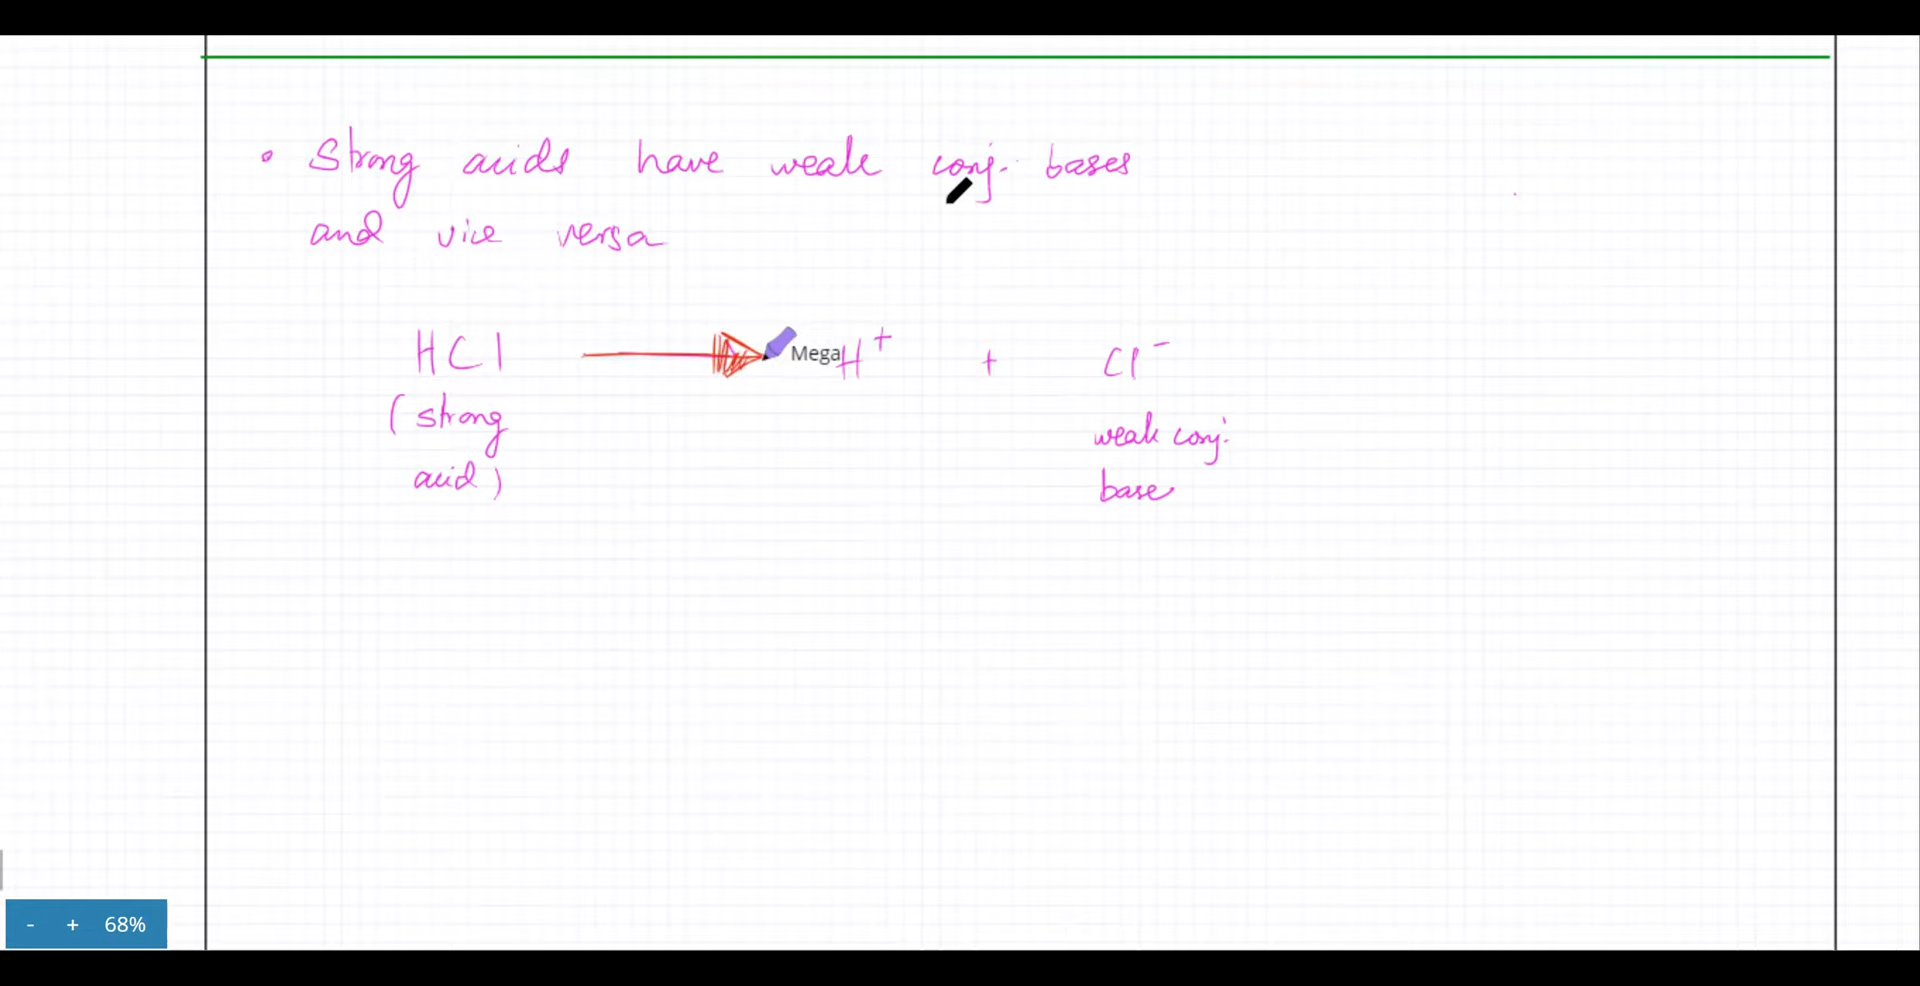 • Strong acids have weak conj. bases
and vice versa
HCl Mega H+ + Cl-
(strong
acid)
weak conj.
base
- + 68%